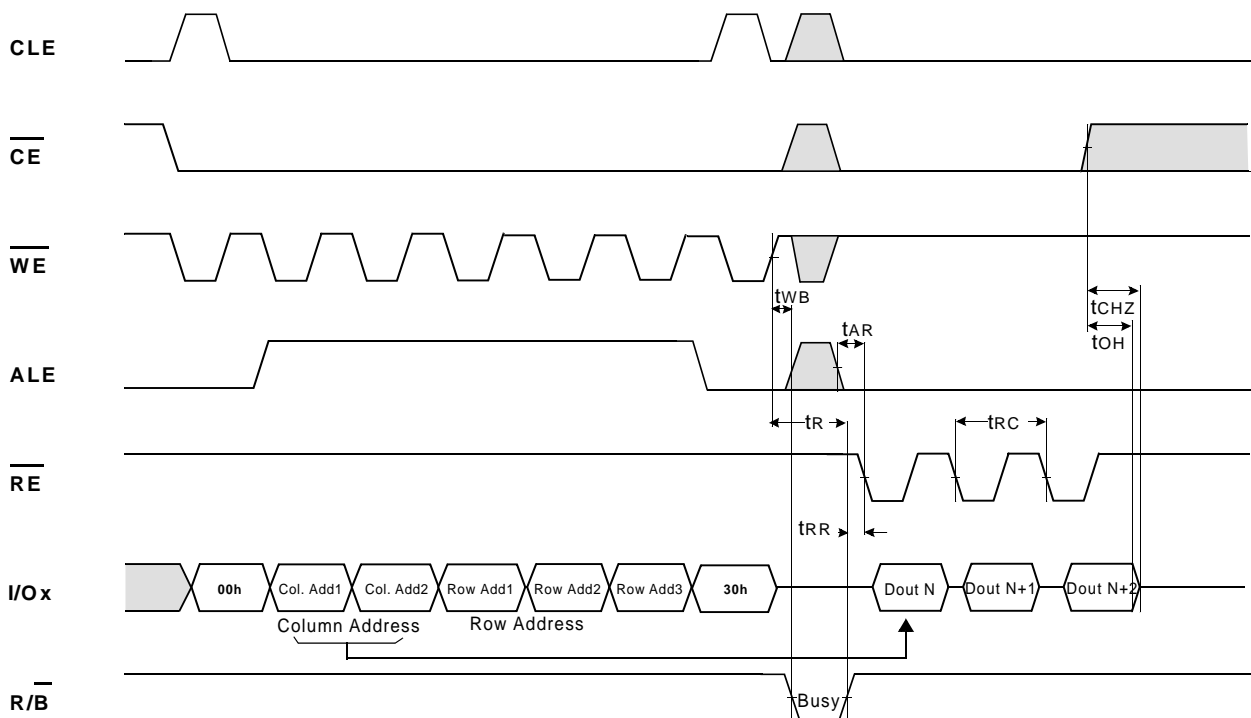 CLE
CE
WE
tWB
tCHZ
tAR
tOH
ALE
tR
tRC
RE
tRR
I/Ox
00h
Col. Add1
Col. Add2
Row Add1
Row Add2
Row Add3
30h
Dout N
Dout N+1
Dout N+2
Column Address
Row Address
R/B
Busy